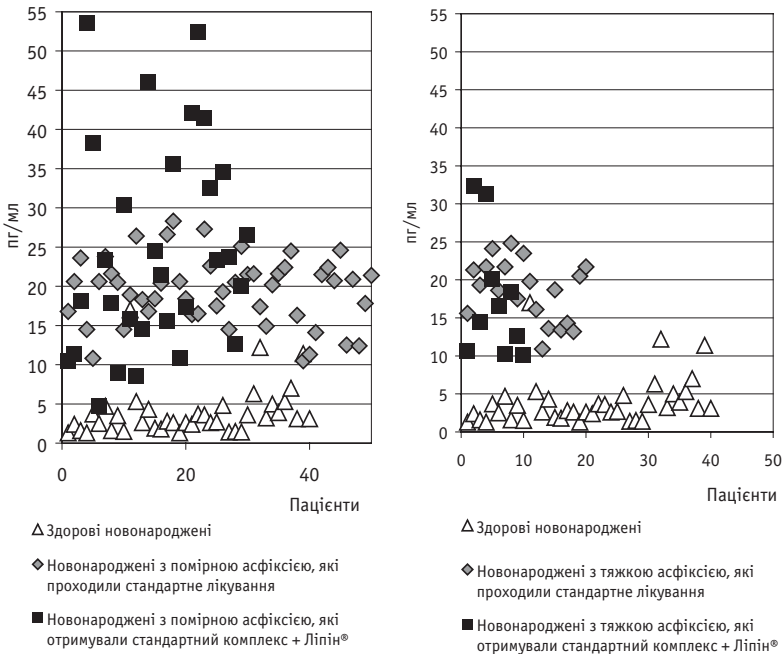 55
50
45
40
35
30
25
20
15
10
5
0
пг/мл
0 20 40
Пацієнти
Здорові новонароджені
Новонароджені з помірною асфіксією, які
проходили стандартне лікування
Новонароджені з помірною асфіксією, які
отримували стандартний комплекс + Ліпін®
55
50
45
40
35
30
25
20
15
10
5
0
пг/мл
0 10 20 30 40 50
Пацієнти
Здорові новонароджені
Новонароджені з тяжкою асфіксією, які
проходили стандартне лікування
Новонароджені з тяжкою асфіксією, які
отримували стандартний комплекс + Ліпін®